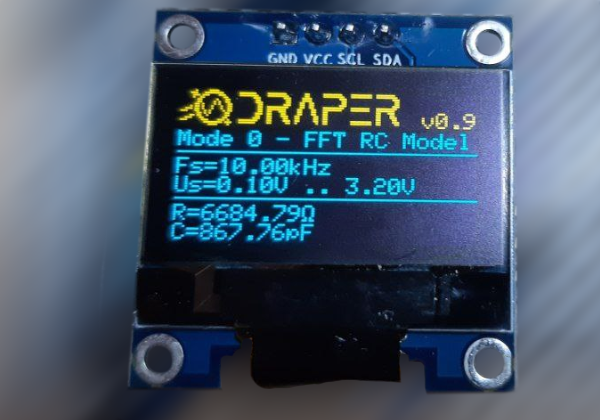 GND VCC SCL SDA
DRAPER v0.9
Mode 0 - FFT RC Model
Fs=10.00kHz
Us=0.10V .. 3.20V
R=6684.79Ω
C=867.76pF